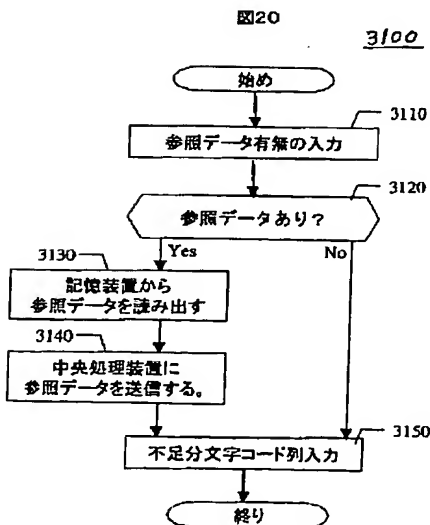 図20
3100
始め
3110
参照データ有無の入力
3120
参照データあり?
3130
Yes
No
記憶装置から
参照データを読み出す
3140
中央処理装置に
参照データを送信する。
3150
不足分文字コード列入力
終り